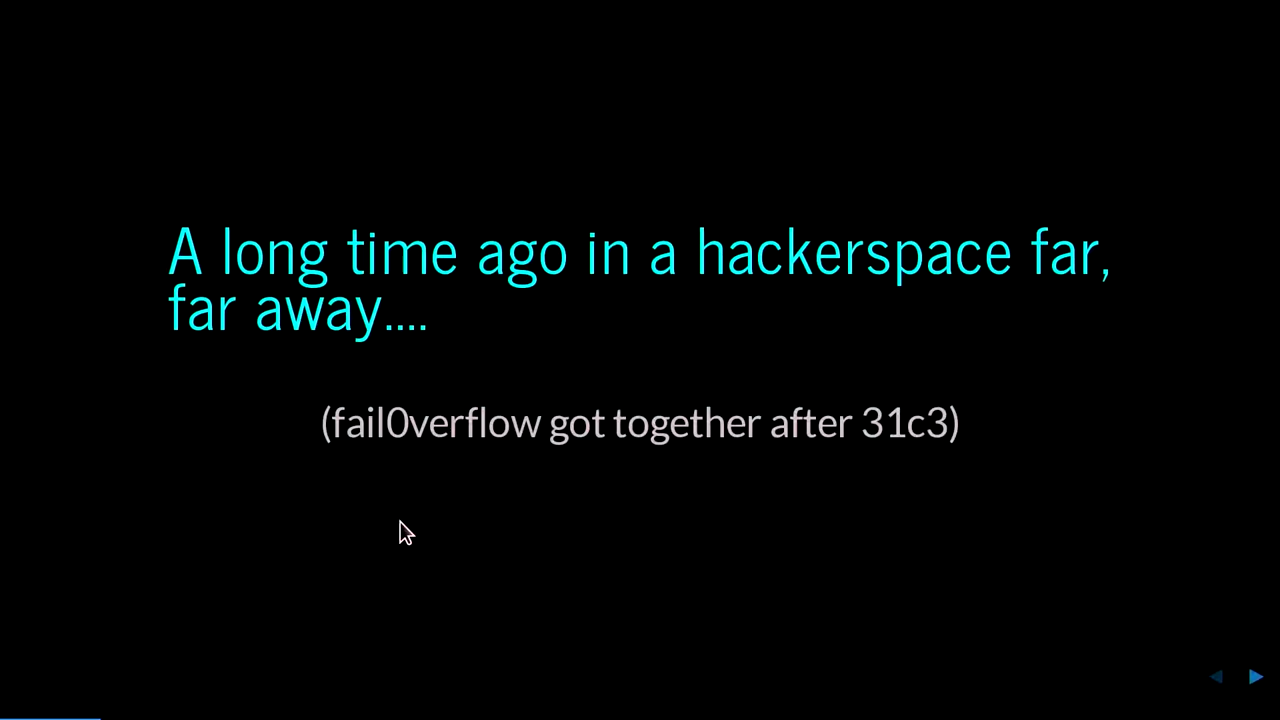 A long time ago in a hackerspace far,
far away....
(fail0verflow got together after 31c3)